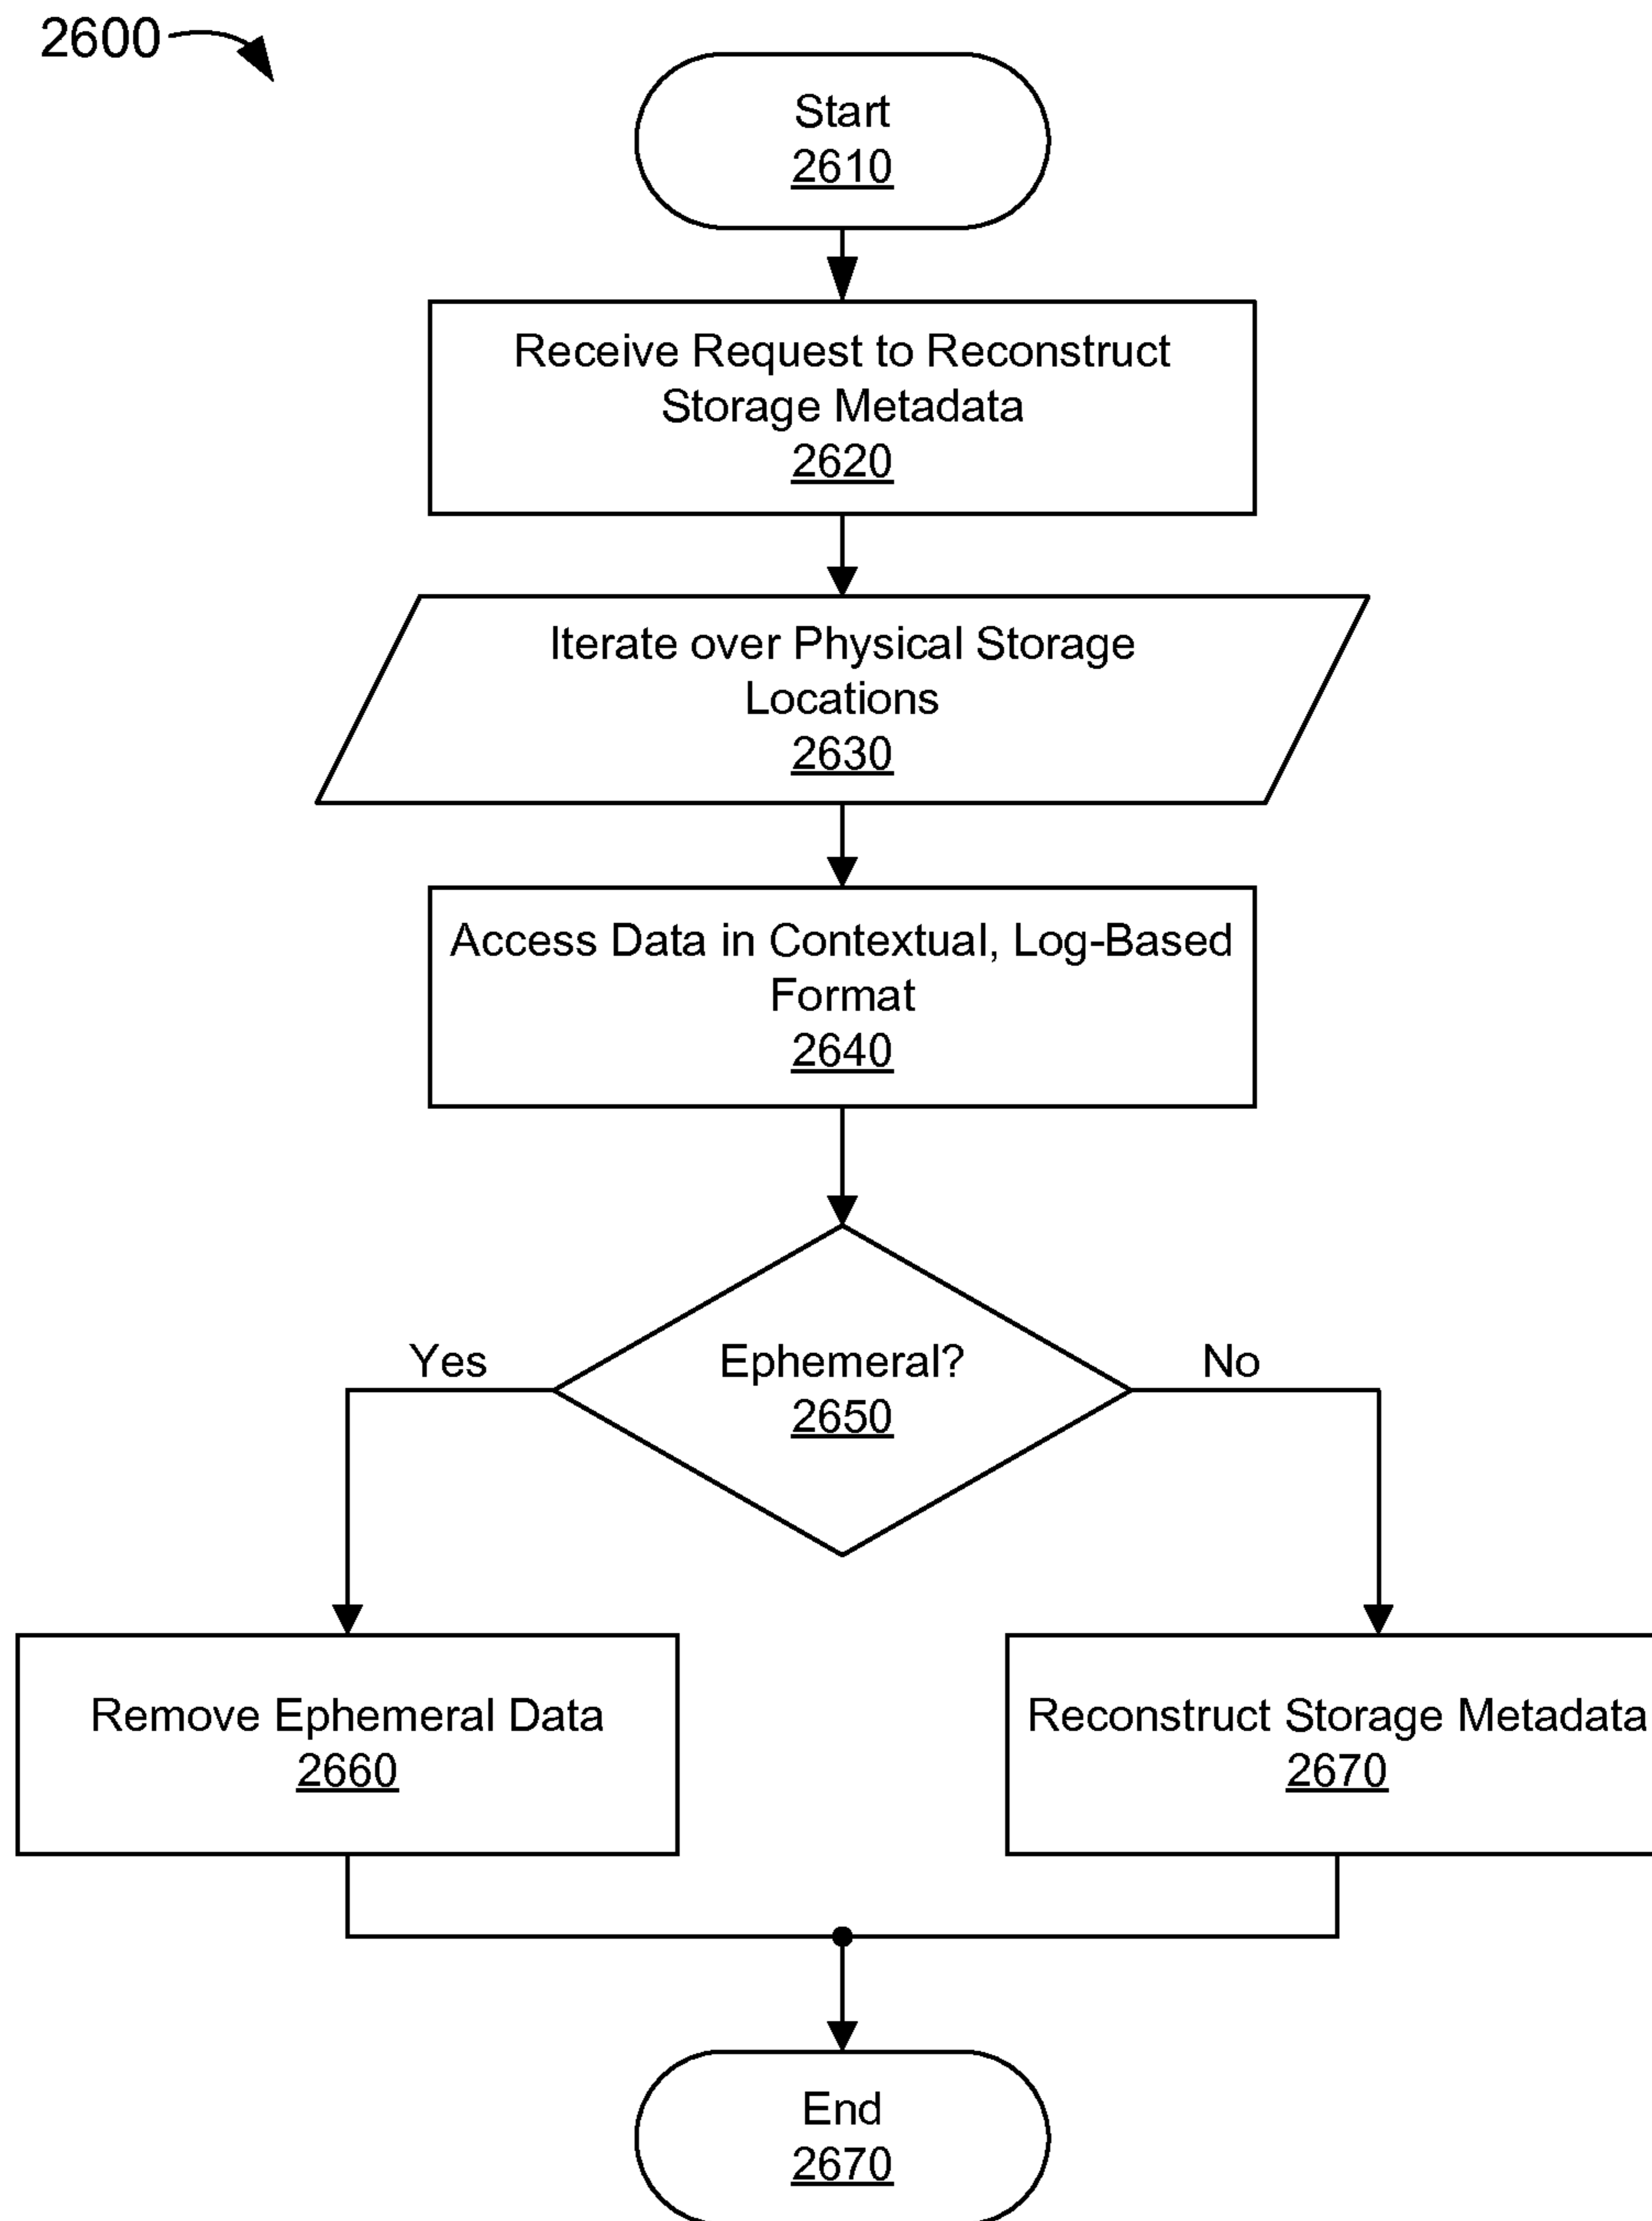 2600
Start
2610
Receive Request to Reconstruct
Storage Metadata
2620
Iterate over Physical Storage
Locations
2630
Access Data in Contextual, Log-Based
Format
2640
Ephemeral?
2650
Yes
No
Remove Ephemeral Data
2660
Reconstruct Storage Metadata
2670
End
2670